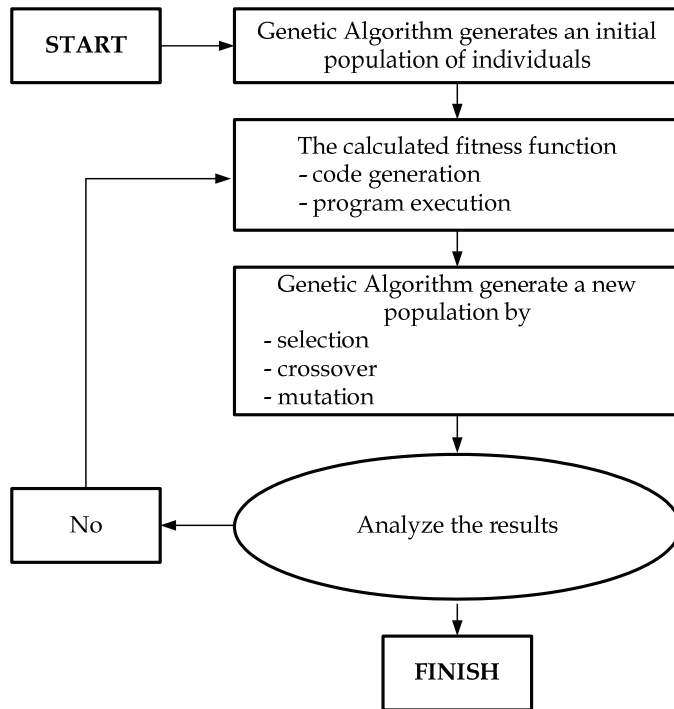 START
Genetic Algorithm generates an initial
population of individuals
The calculated fitness function
- code generation
- program execution
Genetic Algorithm generate a new
population by
- selection
- crossover
- mutation
No
Analyze the results
FINISH